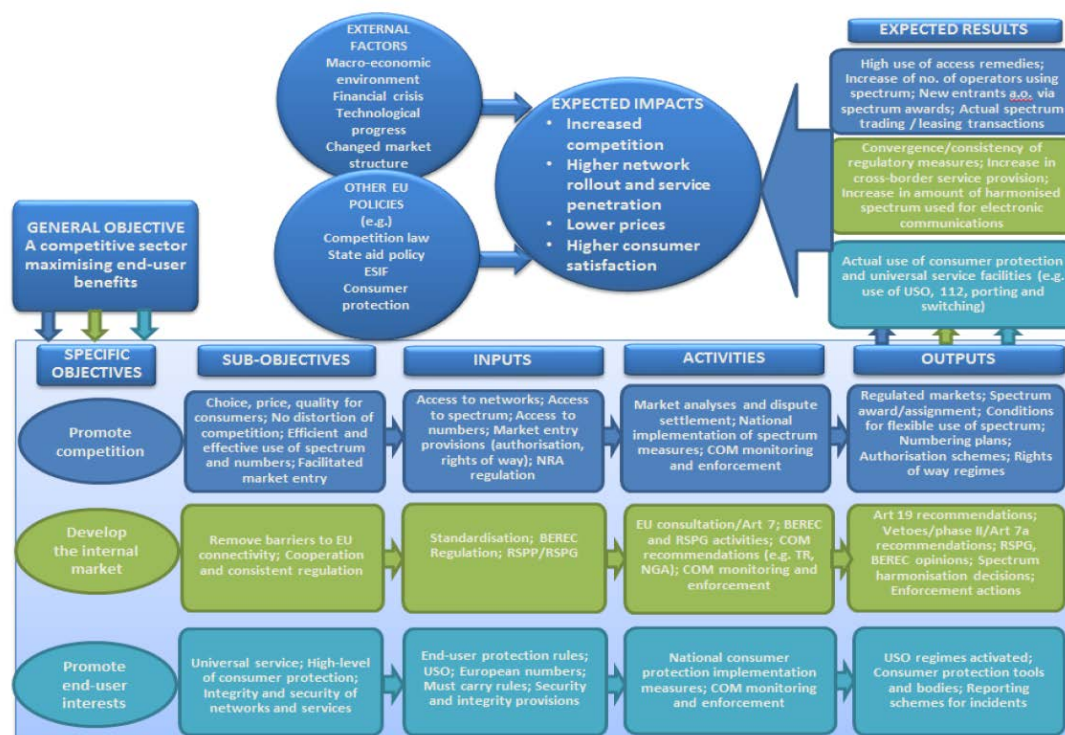 EXTERNAL
FACTORS
Macro-economic
environment
Financial crisis
Technological
progress
Changed market
structure
OTHER EU
POLICIES
(e.g.)
Competition law
State aid policy
ESIF
Consumer
protection
EXPECTED IMPACTS
• Increased
competition
• Higher network
rollout and service
penetration
• Lower prices
• Higher consumer
satisfaction
EXPECTED RESULTS
High use of access remedies;
Increase of no. of operators using
spectrum; New entrants a.o. via
spectrum awards; Actual spectrum
trading / leasing transactions
Convergence/consistency of
regulatory measures; Increase in
cross-border service provision;
Increase in amount of harmonised
spectrum used for electronic
communications
Actual use of consumer protection
and universal service facilities (e.g.
use of USO, 112, porting and
switching)
GENERAL OBJECTIVE
A competitive sector
maximising end-user
benefits
SPECIFIC
OBJECTIVES
SUB-OBJECTIVES
INPUTS
ACTIVITIES
OUTPUTS
Promote
competition
Choice, price, quality for
consumers; No distortion of
competition; Efficient and
effective use of spectrum
and numbers; Facilitated
market entry
Access to networks; Access
to spectrum; Access to
numbers; Market entry
provisions (authorisation,
rights of way); NRA
regulation
Market analyses and dispute
settlement; National
implementation of spectrum
measures; COM monitoring
and enforcement
Regulated markets; Spectrum
award/assignment; Conditions
for flexible use of spectrum;
Numbering plans;
Authorisation schemes; Rights
of way regimes
Develop
the internal
market
Remove barriers to EU
connectivity; Cooperation
and consistent regulation
Standardisation; BEREC
Regulation; RSPP/RSPG
EU consultation/Art 7; BEREC
and RSPG activities; COM
recommendations (e.g. TR,
NGA); COM monitoring and
enforcement
Art 19 recommendations;
Vetoes/phase II/Art 7a
recommendations; RSPG,
BEREC opinions; Spectrum
harmonisation decisions;
Enforcement actions
Promote
end-user
interests
Universal service; High-level
of consumer protection;
Integrity and security of
networks and services
End-user protection rules;
USO; European numbers;
Must carry rules; Security
and integrity provisions
National consumer
protection implementation
measures; COM monitoring
and enforcement
USO regimes activated;
Consumer protection tools
and bodies; Reporting
schemes for incidents